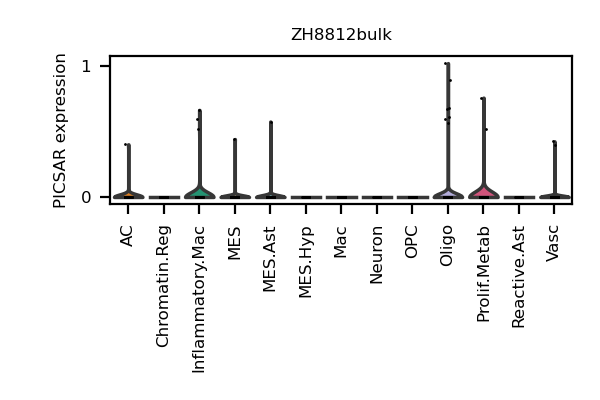 ZH8812bulk
PICSAR expression
1
0
AC
Chromatin.Reg
Inflammatory.Mac
MES
MES.Ast
MES.Hyp
Mac
Neuron
OPC
Oligo
Prolif.Metab
Reactive.Ast
Vasc